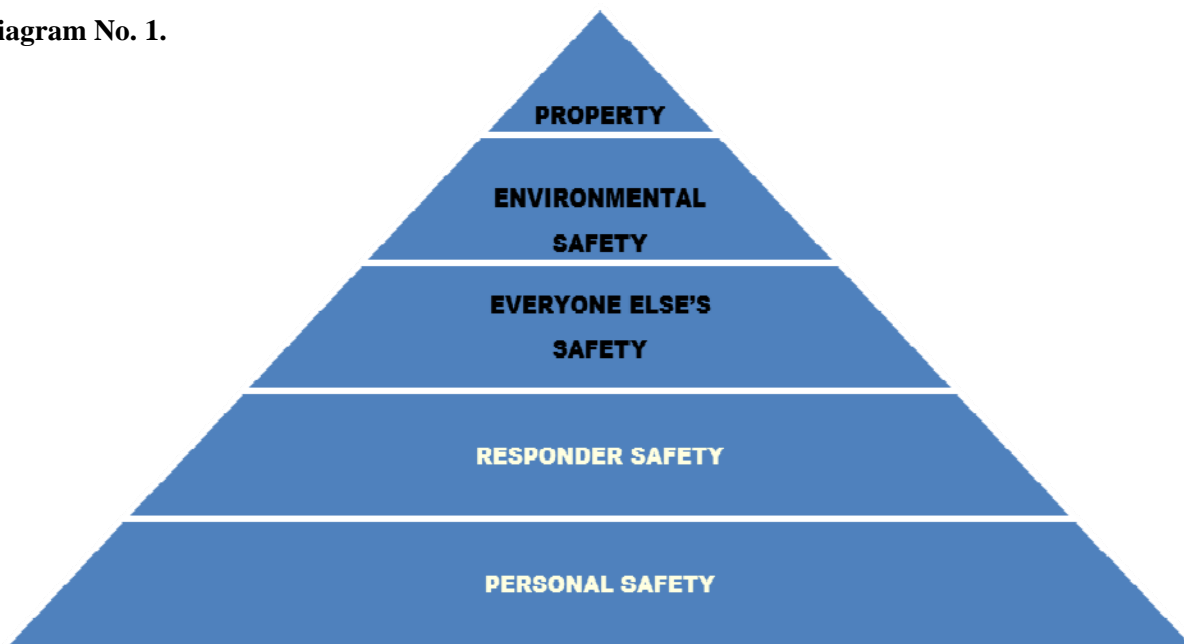 iagram No. 1.
PROPERTY
ENVIRONMENTAL
SAFETY
EVERYONE ELSE'S
SAFETY
RESPONDER SAFETY
PERSONAL SAFETY